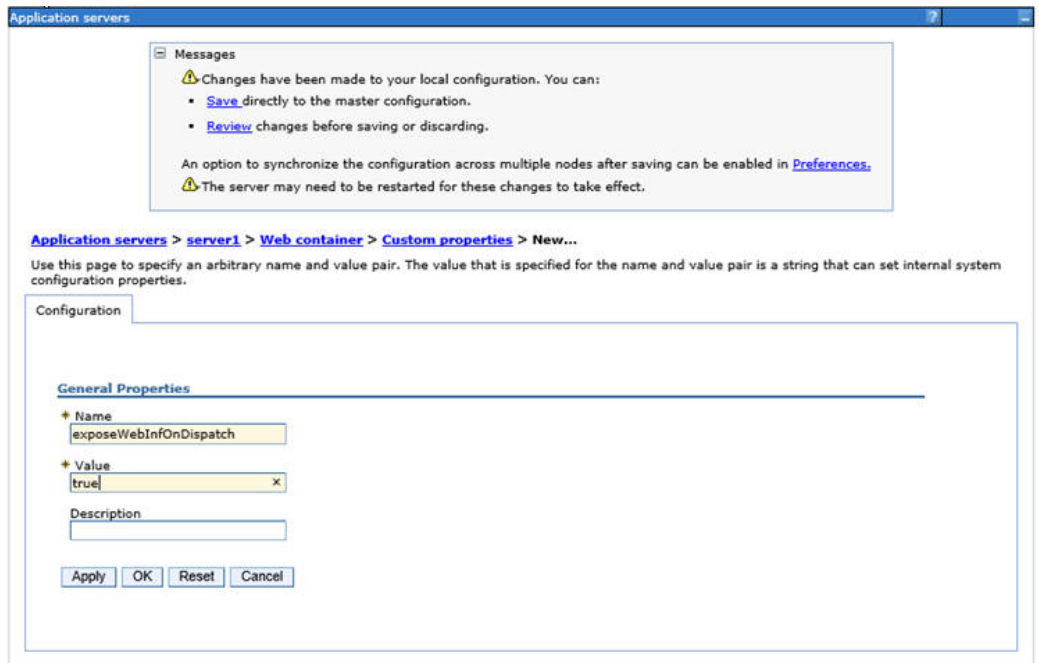 Application servers ?
Messages
Changes have been made to your local configuration. You can:
Save directly to the master configuration.
Review changes before saving or discarding.
An option to synchronize the configuration across multiple nodes after saving can be enabled in Preferences.
The server may need to be restarted for these changes to take effect.
Application servers > server1 > Web container > Custom properties > New...
Use this page to specify an arbitrary name and value pair. The value that is specified for the name and value pair is a string that can set internal system
configuration properties.
Configuration
General Properties
Name
exposeWebInfOnDispatch
Value
true
Description
Apply OK Reset Cancel